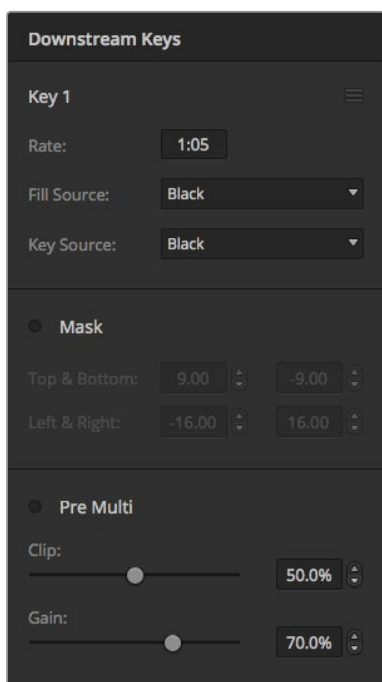 Downstream Keys
Key 1
Rate: 1:05
Fill Source: Black
Key Source: Black
Mask
Top & Bottom: 9.00 -9.00
Left & Right: -16.00 16.00
Pre Multi
Clip:
50.0%
Gain:
70.0%